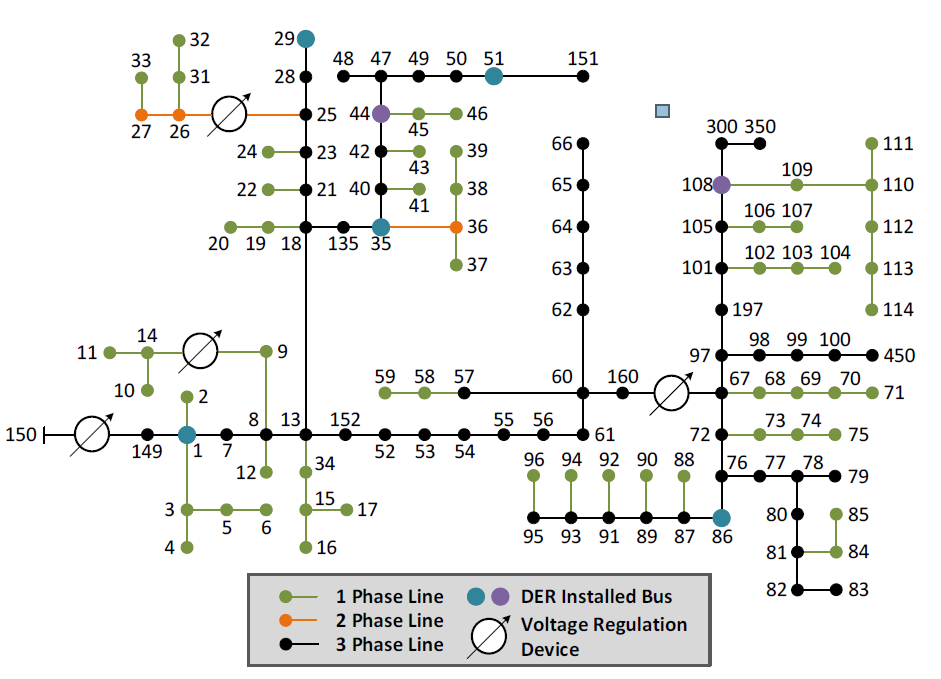 32
29
33
48 47 49 50 51 151
31
28
300 350
27 26 25
44 45 46
66 111
24 23 42 43 39
109
65 108 110
22 21 40 41 38
106 107
64 105 112
20 19 18 135 35 36
102 103 104
63 101 113
37
62 197 114
14
11 9 98 99 100
97 450
10 59 58 57 60 160 67 68 69 70 71
2
8 13 152 55 56 73 74
150 149 1 7 52 53 54 61 72 75
12 34 96 94 92 90 88 76 77 78 79
3 15 17
5 6 80 85
4 16 95 93 91 89 87 86
81 84
82 83
1 Phase Line DER Installed Bus
2 Phase Line Voltage Regulation
3 Phase Line Device